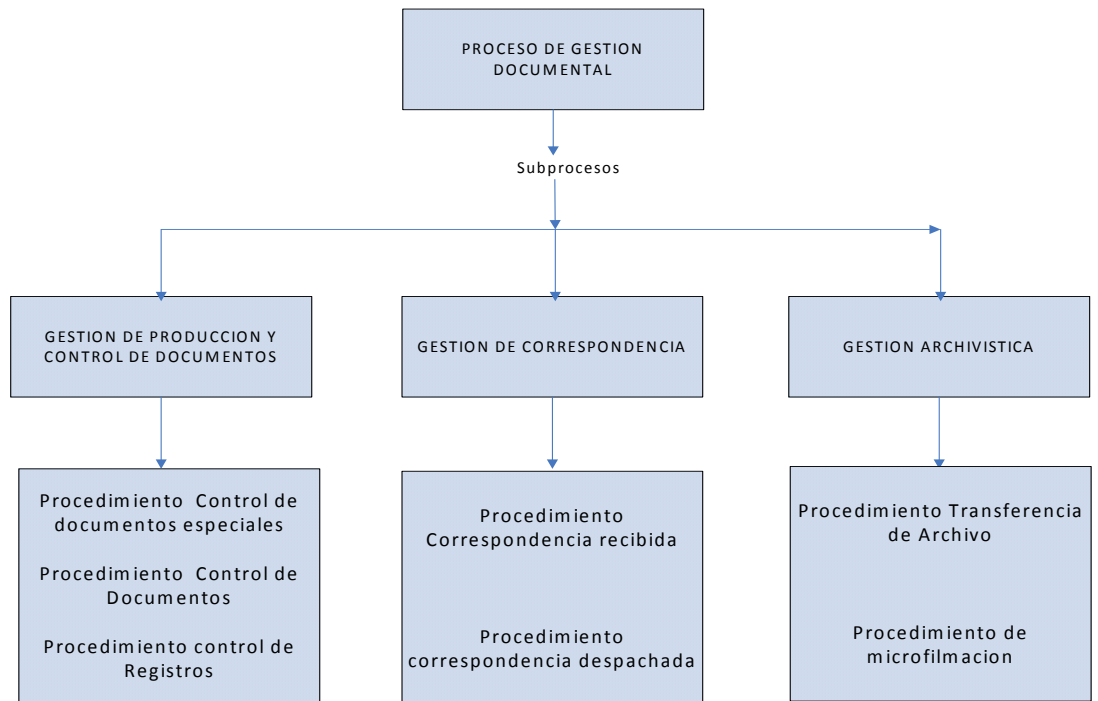 PROCESO DE GESTION
DOCUMENTAL
Subprocesos
GESTION DE PRODUCCION Y
CONTROL DE DOCUMENTOS
GESTION DE CORRESPONDENCIA
GESTION ARCHIVISTICA
Procedimiento Control de
documentos especiales
Procedimiento Control de
Documentos
Procedimiento control de
Registros
Procedimiento
Correspondencia recibida
Procedimiento
correspondencia despachada
Procedimiento Transferencia
de Archivo
Procedimiento de
microfilmacion